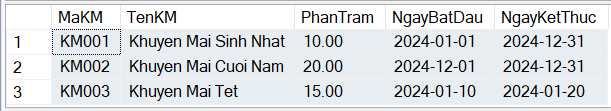 MaKM TenKM PhanTram NgayBatDau NgayKetThuc
1 KM001 Khuyen Mai Sinh Nhat 10.00 2024-01-01 2024-12-31
2 KM002 Khuyen Mai Cuoi Nam 20.00 2024-12-01 2024-12-31
3 KM003 Khuyen Mai Tet 15.00 2024-01-10 2024-01-20